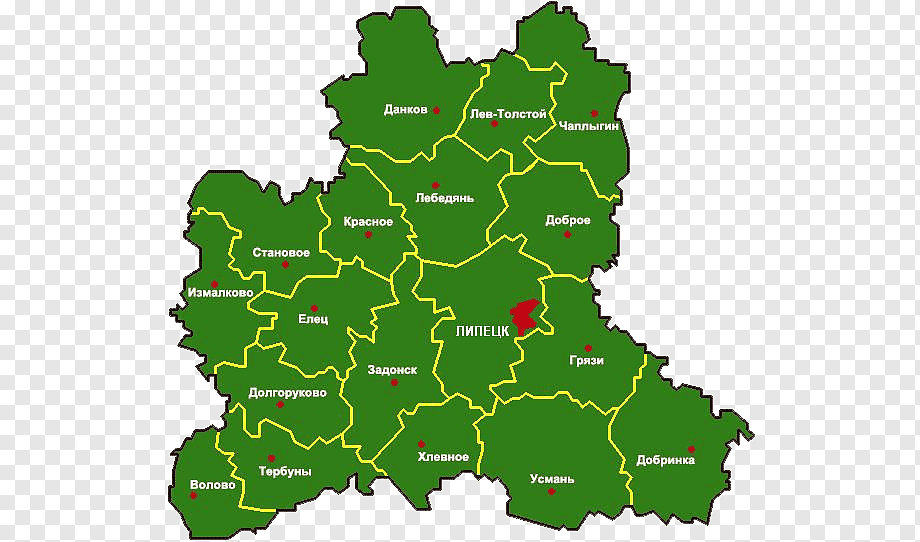 Данков
Лев-Толстой
Чаплыгин
Лебедянь
Красное
Доброе
Становое
Измалково
Елец
ЛИПЕЦК
Грязи
Задонск
Долгоруково
Хлевное
Добринка
Тербуны
Волово
Усмань